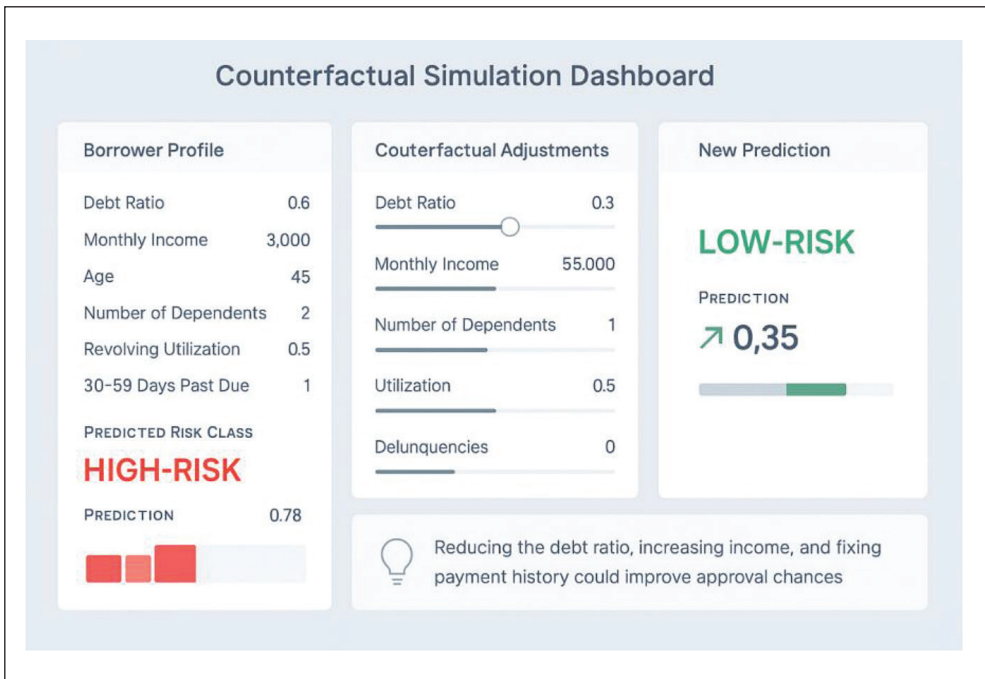 Counterfactual Simulation Dashboard
Borrower Profile
Debt Ratio 0.6
Monthly Income 3,000
Age 45
Number of Dependents 2
Revolving Utilization 0.5
30-59 Days Past Due 1
PREDICTED RISK CLASS
HIGH-RISK
PREDICTION 0.78
Couterfactual Adjustments
Debt Ratio 0.3
Monthly Income 55.000
Number of Dependents 1
Utilization 0.5
Delunquencies 0
New Prediction
LOW-RISK
PREDICTION
0,35
Reducing the debt ratio, increasing income, and fixing
payment history could improve approval chances